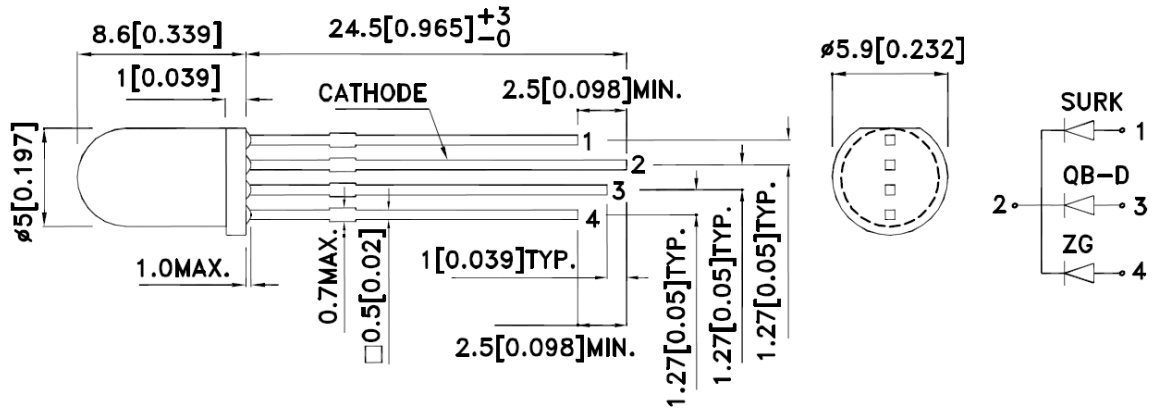 8.6[0.339]
24.5[0.965]+3 -0
ø5.9[0.232]
1[0.039]
CATHODE
2.5[0.098]MIN.
SURK
1
1
2
QB-D
ø5[0.197]
3
2
3
4
ZG
4
1.0MAX.
0.7MAX.
□0.5[0.02]
1[0.039]TYP.
2.5[0.098]MIN.
1.27[0.05]TYP.
1.27[0.05]TYP.
1.27[0.05]TYP.